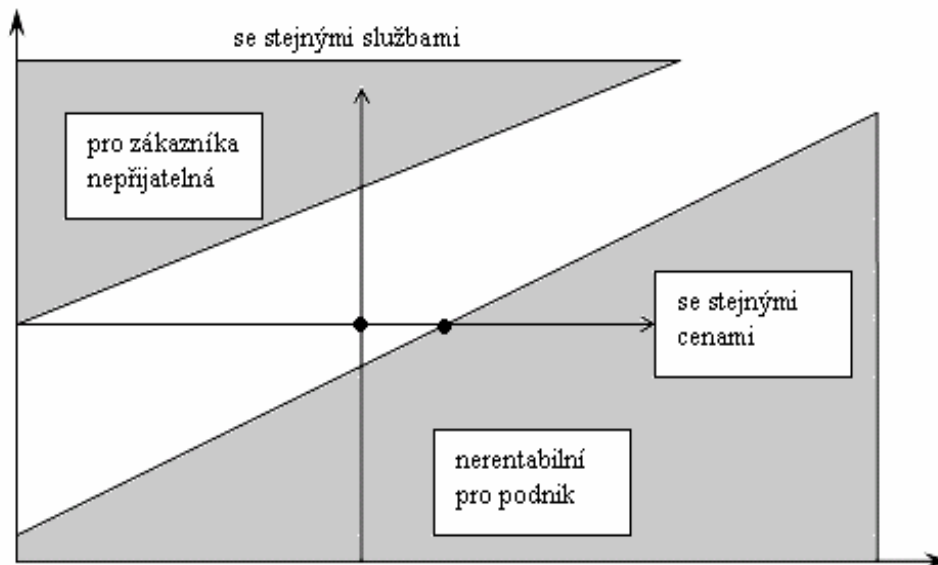 se stejnými službami
pro zákazníka
nepřijatelná
se stejnými
cenami
nerentabilní
pro podnik